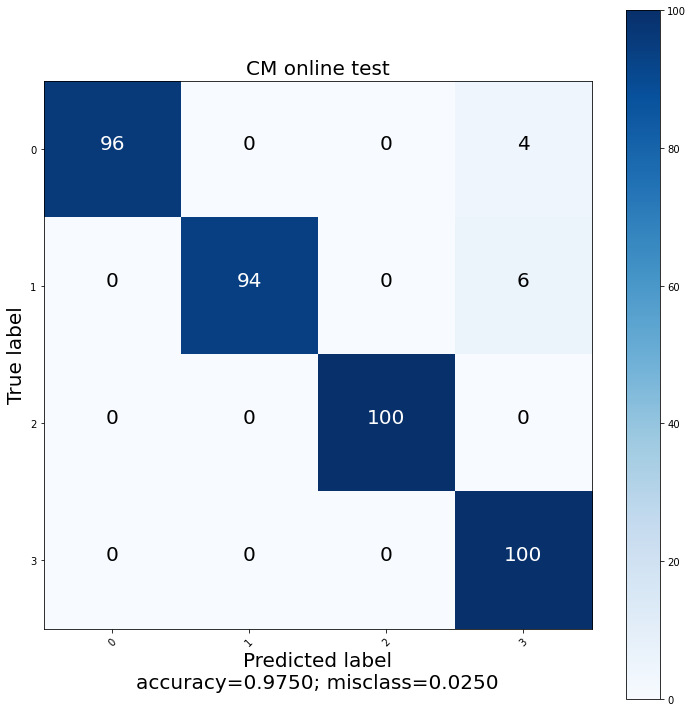 CM online test
100
80
60
40
20
0
True label
0
96 0 0 4
1
0 94 0 6
2
0 0 100 0
3
0 0 0 100
0 1 2 3
Predicted label
accuracy=0.9750; misclass=0.0250